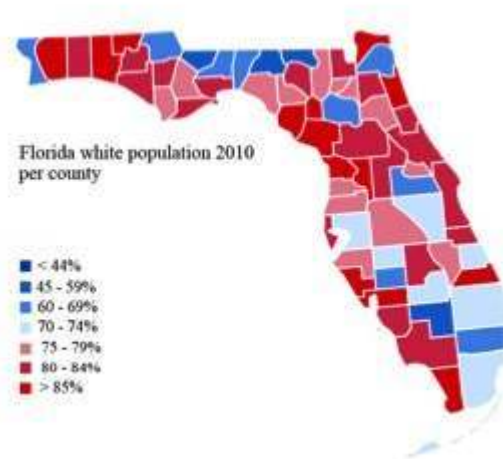 Florida white population 2010
per county
< 44%
45 - 59%
60 - 69%
70 - 74%
75 - 79%
80 - 84%
> 85%